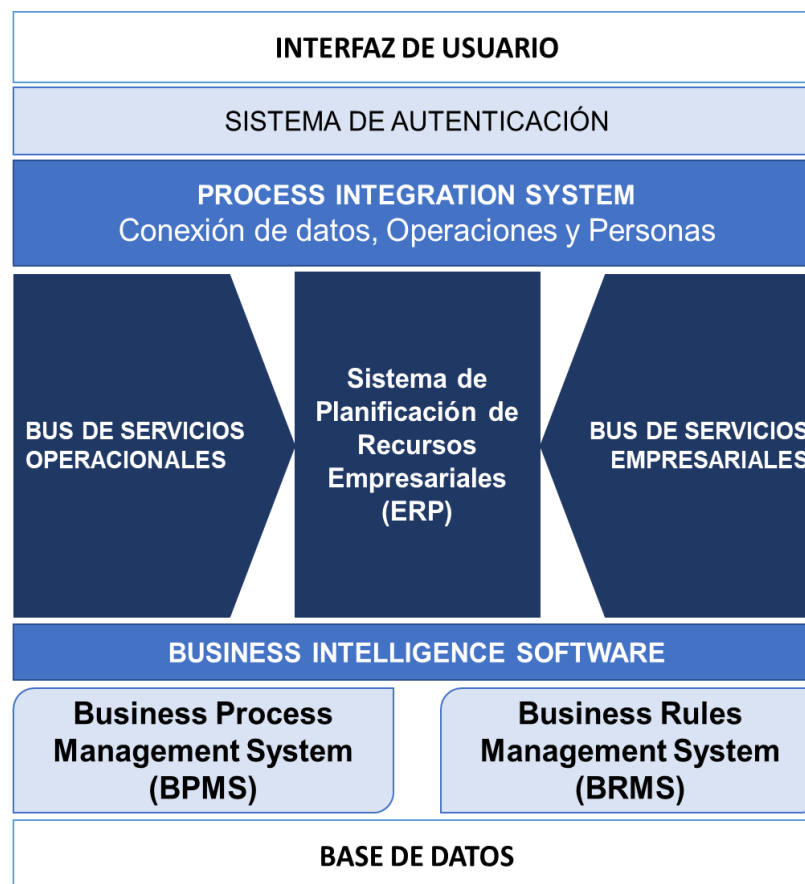 INTERFAZ DE USUARIO
SISTEMA DE AUTENTICACIÓN
PROCESS INTEGRATION SYSTEM
Conexión de datos, Operaciones y Personas
BUS DE SERVICIOS
OPERACIONALES
Sistema de
Planificación de
Recursos
Empresariales
(ERP)
BUS DE SERVICIOS
EMPRESARIALES
BUSINESS INTELLIGENCE SOFTWARE
Business Process
Management System
(BPMS)
Business Rules
Management System
(BRMS)
BASE DE DATOS